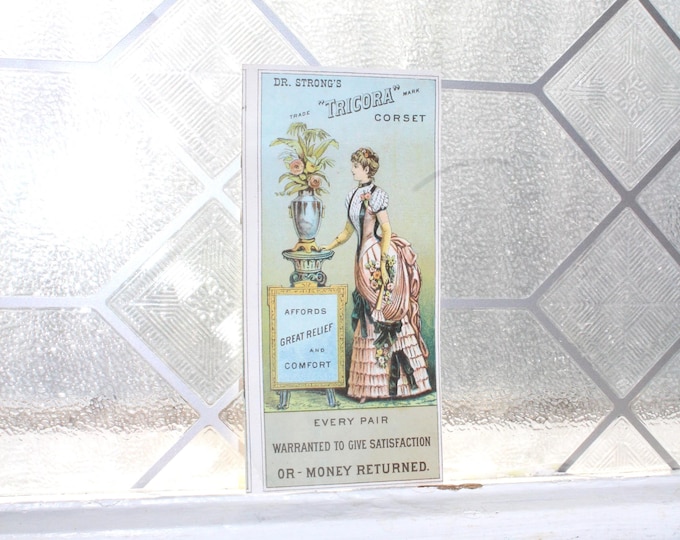 DR. STRONG'S
TRADE "TRICORA" MARK
CORSET
AFFORDS
GREAT RELIEF
AND
COMFORT
EVERY PAIR
WARRANTED TO GIVE SATISFACTION
OR - MONEY RETURNED.